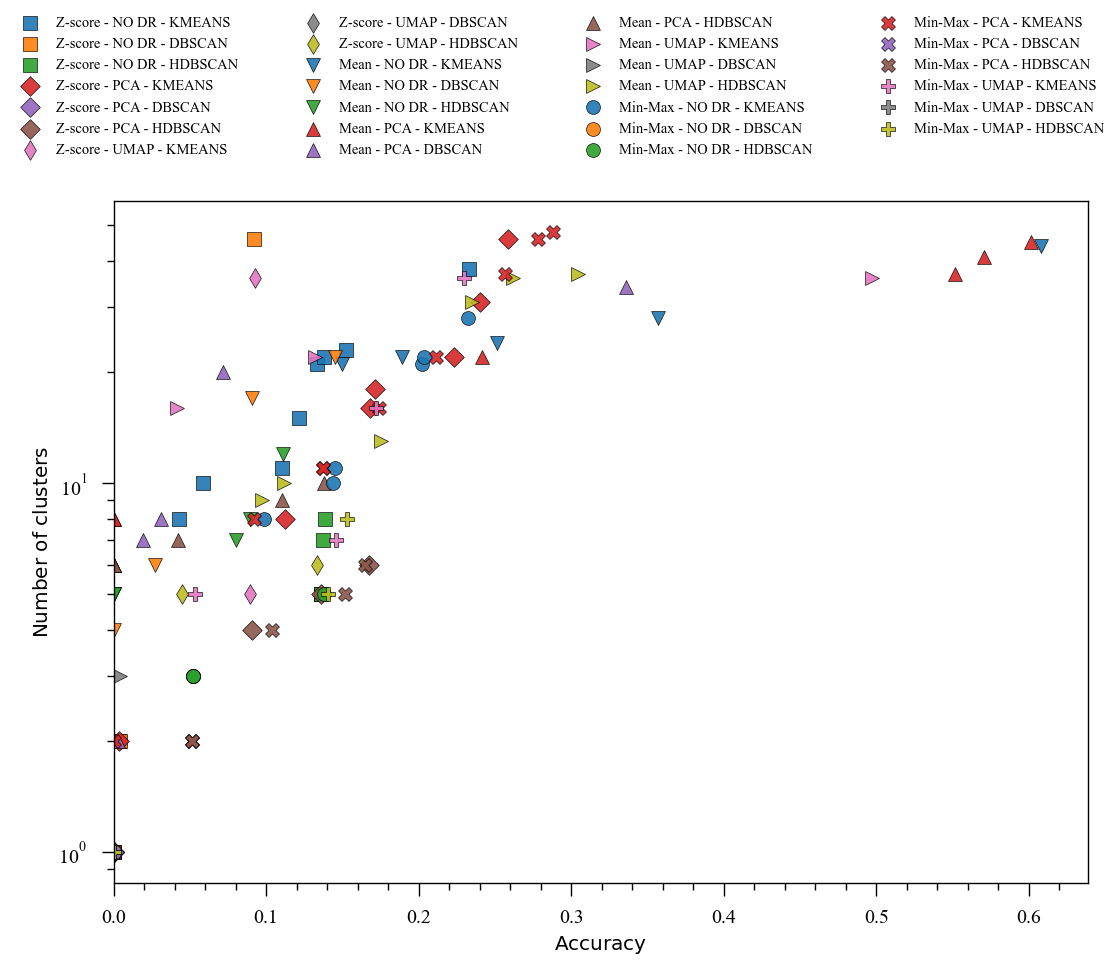 Z-score - NO DR - KMEANS
Z-score - NO DR - DBSCAN
Z-score - NO DR - HDBSCAN
Z-score - PCA - KMEANS
Z-score - PCA - DBSCAN
Z-score - PCA - HDBSCAN
Z-score - UMAP - KMEANS
Z-score - UMAP - DBSCAN
Z-score - UMAP - HDBSCAN
Mean - NO DR - KMEANS
Mean - NO DR - DBSCAN
Mean - NO DR - HDBSCAN
Mean - PCA - KMEANS
Mean - PCA - DBSCAN
Mean - PCA - HDBSCAN
Mean - UMAP - KMEANS
Mean - UMAP - DBSCAN
Mean - UMAP - HDBSCAN
Min-Max - NO DR - KMEANS
Min-Max - NO DR - DBSCAN
Min-Max - NO DR - HDBSCAN
Min-Max - PCA - KMEANS
Min-Max - PCA - DBSCAN
Min-Max - PCA - HDBSCAN
Min-Max - UMAP - KMEANS
Min-Max - UMAP - DBSCAN
Min-Max - UMAP - HDBSCAN
Number of clusters
10¹
10⁰
0.0 0.1 0.2 0.3 0.4 0.5 0.6
Accuracy